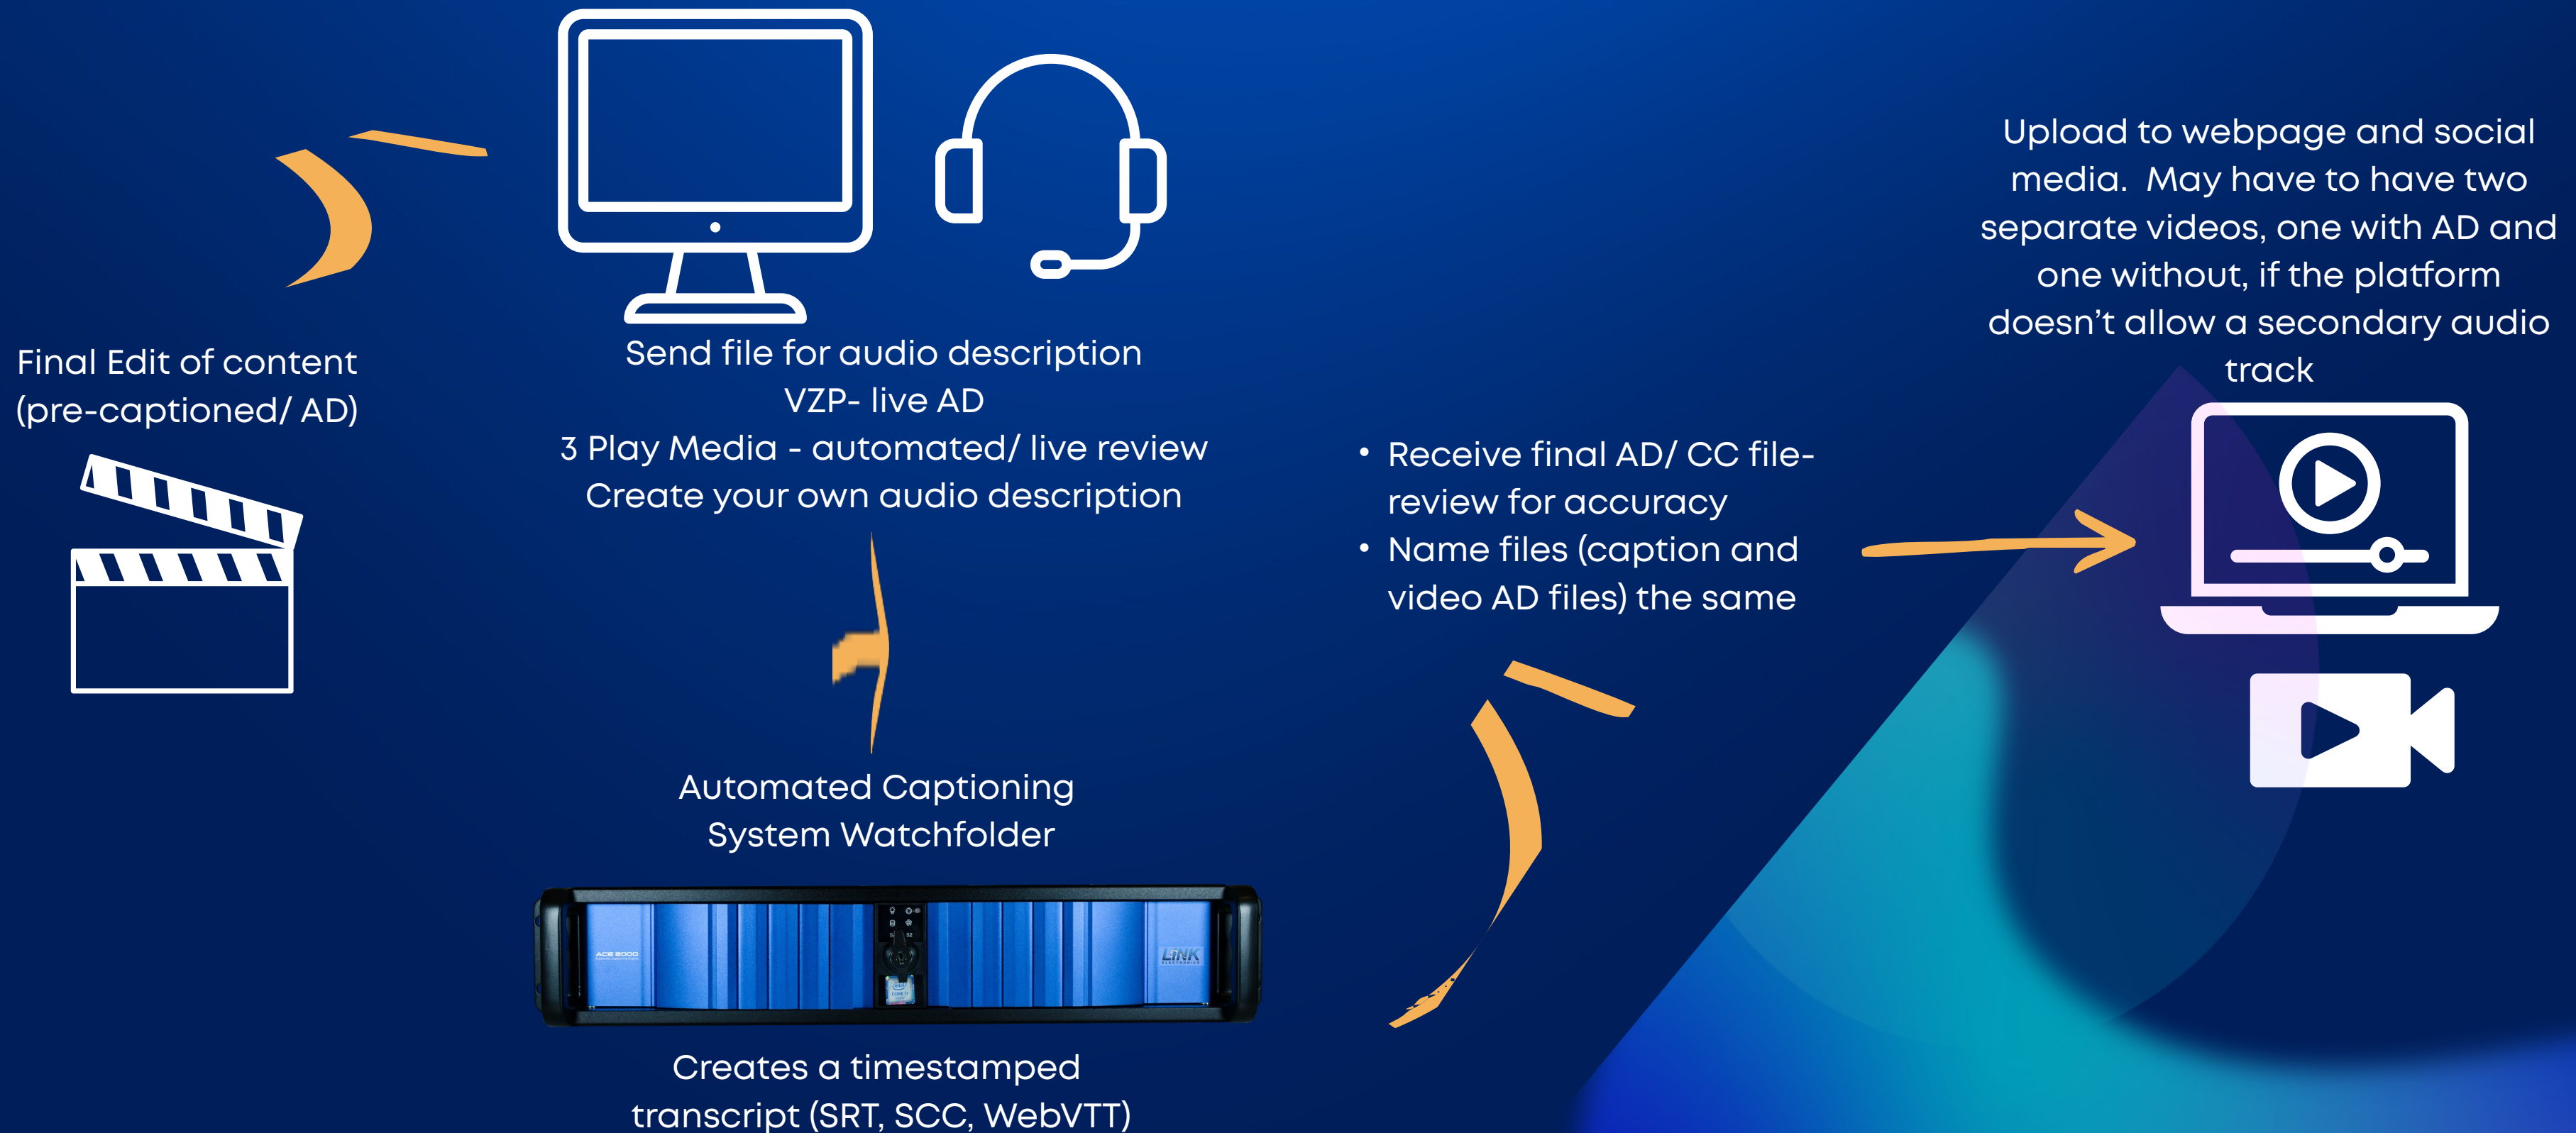 Final Edit of content
(pre-captioned/ AD)
Send file for audio description
VZP- live AD
3 Play Media - automated/ live review
Create your own audio description
Automated Captioning
System Watchfolder
ACE 2000
LiNK
ELECTRONICS
Creates a timestamped
transcript (SRT, SCC, WebVTT)
• Receive final AD/ CC file-
review for accuracy
• Name files (caption and
video AD files) the same
Upload to webpage and social
media.  May have to have two
separate videos, one with AD and
one without, if the platform
doesn’t allow a secondary audio
track